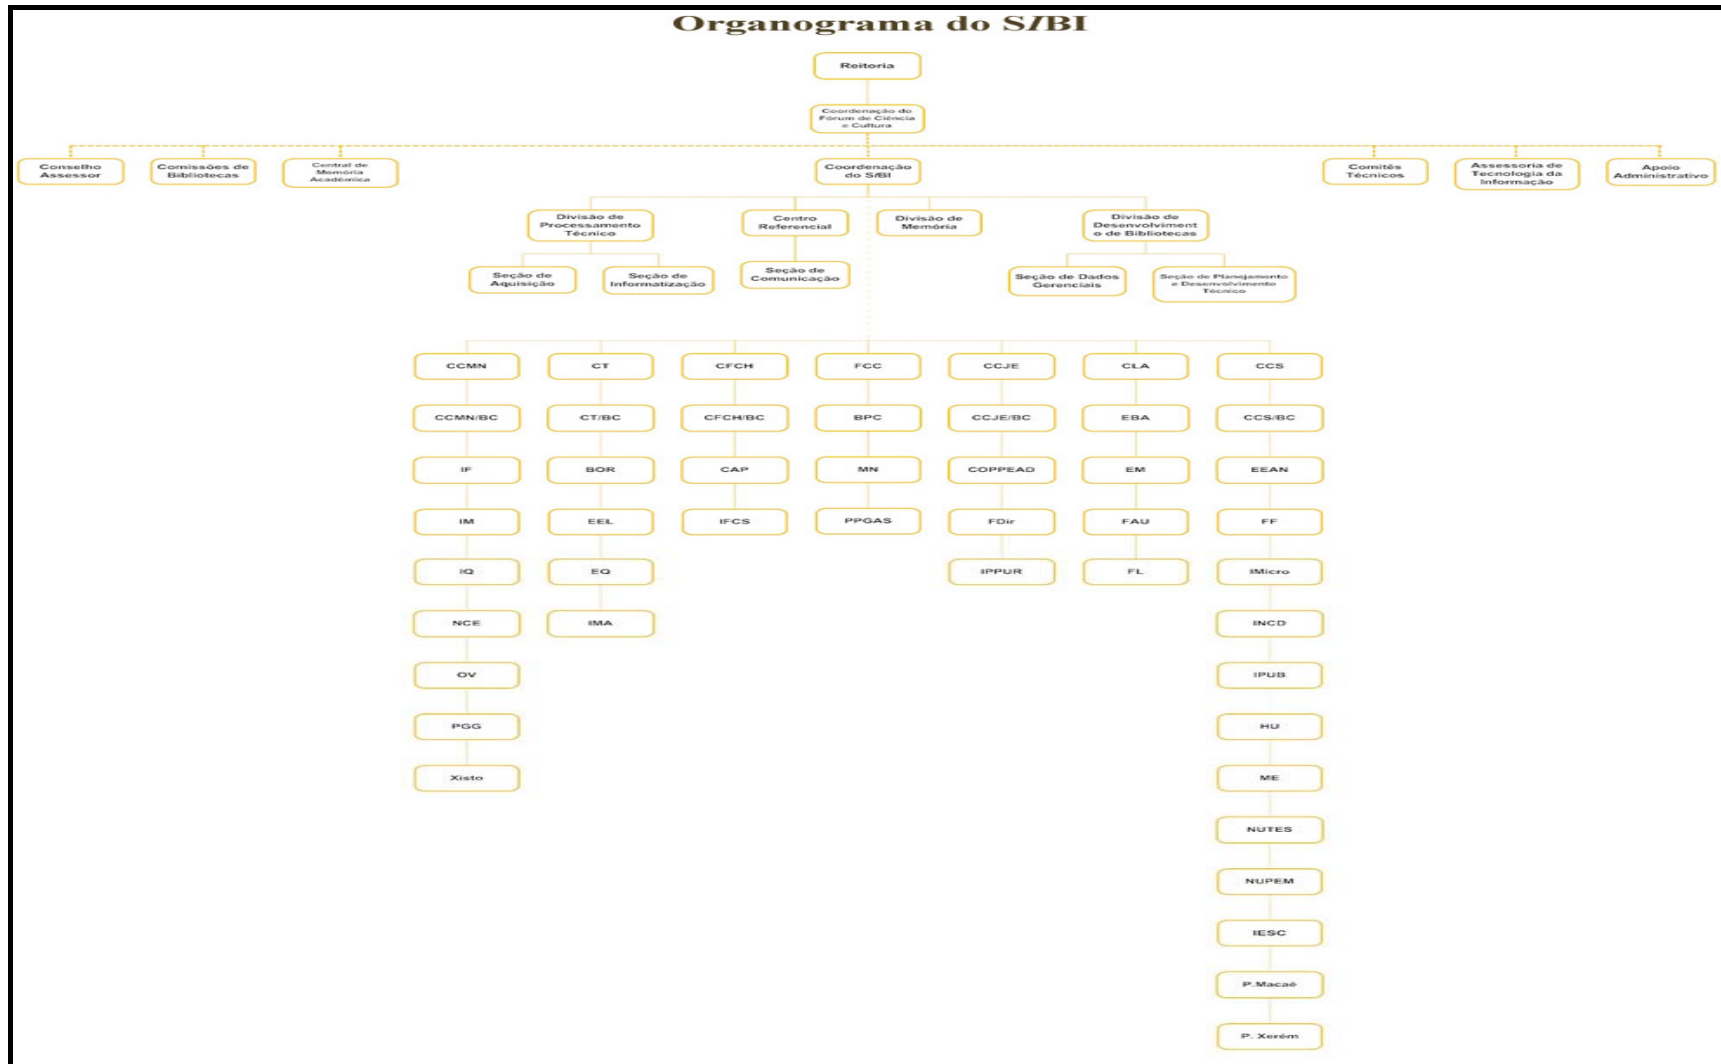 Organograma do S/BI
Reitoria
Coordenação do
Fórum de Ciência
e Cultura
Conselho
Assessor
Comissões de
Bibliotecas
Central de
Memória
Acadêmica
Coordenação
do S/BI
Comitês
Técnicos
Assessoria de
Tecnologia da
Informação
Apoio
Administrativo
Divisão de
Processamento
Técnico
Centro
Referencial
Divisão de
Memória
Divisão de
Desenvolviment
o de Bibliotecas
Seção de
Aquisição
Seção de
Informatização
Seção de
Comunicação
Seção de Dados
Gerenciais
Seção de Planejamento
e Desenvolvimento
Técnico
CCMN
CT
CFCH
FCC
CCJE
CLA
CCS
CCMN/BC
CT/BC
CFCH/BC
BPC
CCJE/BC
EBA
CCS/BC
IF
BOR
CAP
MN
COPPEAD
EM
EEAN
IM
EEL
IFCS
PPGAS
FDir
FAU
FF
IQ
EQ
IPPUR
FL
IMicro
NCE
IMA
INCD
OV
IPUB
PGG
HU
Xisto
ME
NUTES
NUPEM
IESC
P.Macaé
P. Xerém